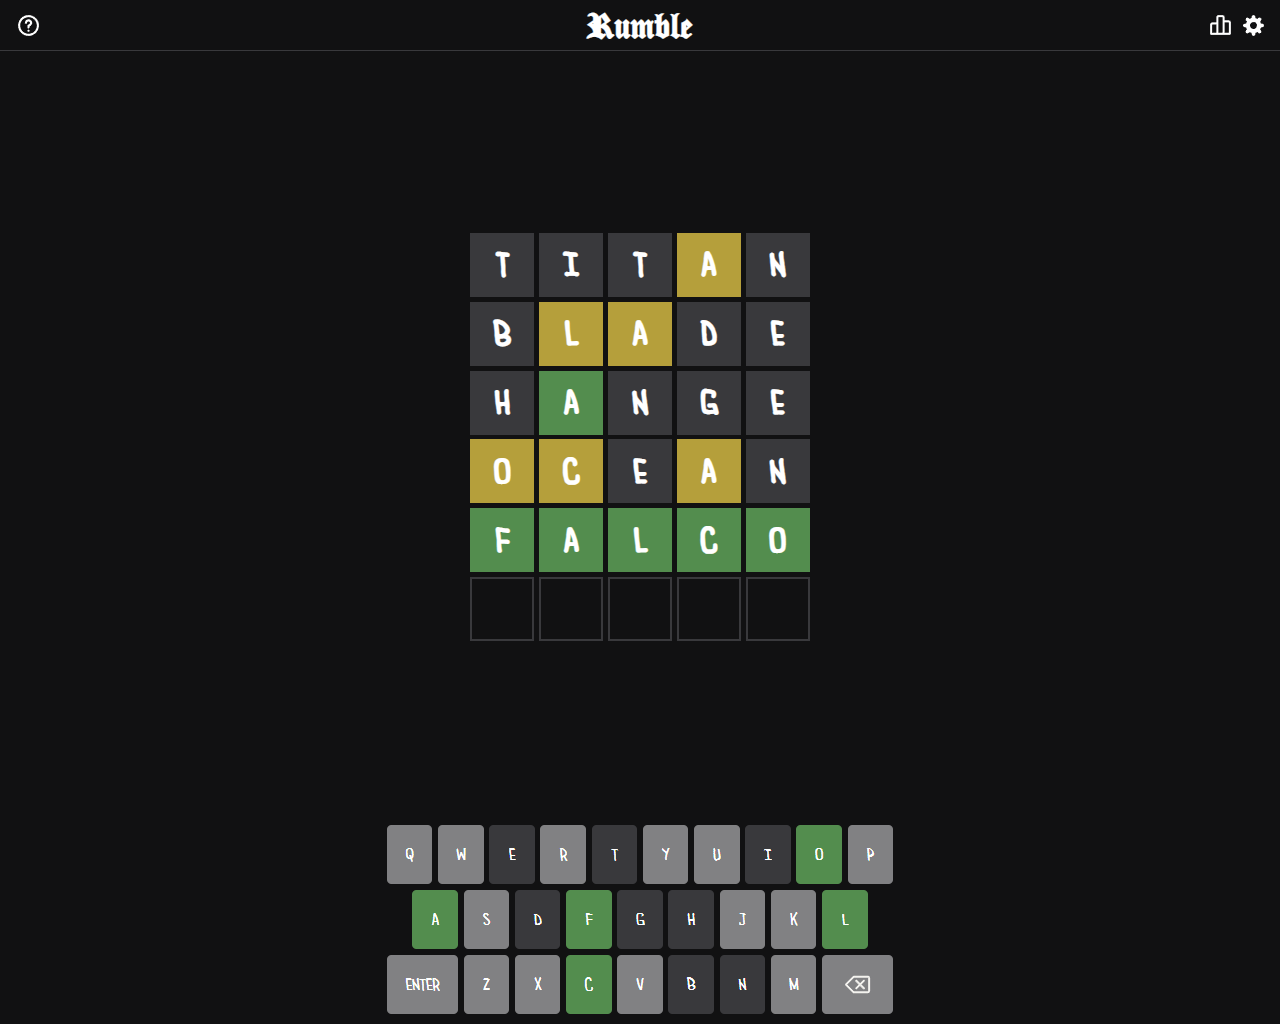 Rumble
T I T A N
B L A D E
H A N G E
O C E A N
F A L C O
Q W E R T Y U I O P
A S D F G H J K L
ENTER Z X C V B N M